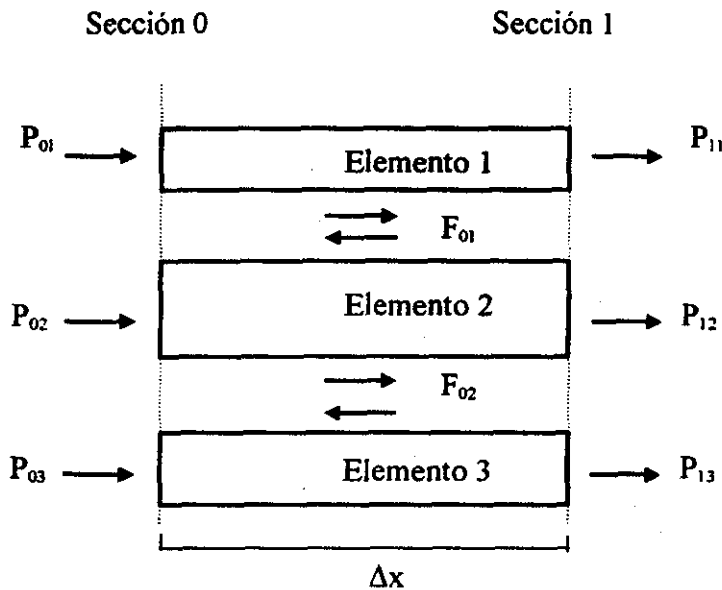 Sección 0 Sección 1
P₀₁ Elemento 1 P₁₁
F₀₁
P₀₂ Elemento 2 P₁₂
F₀₂
P₀₃ Elemento 3 P₁₃
Δx